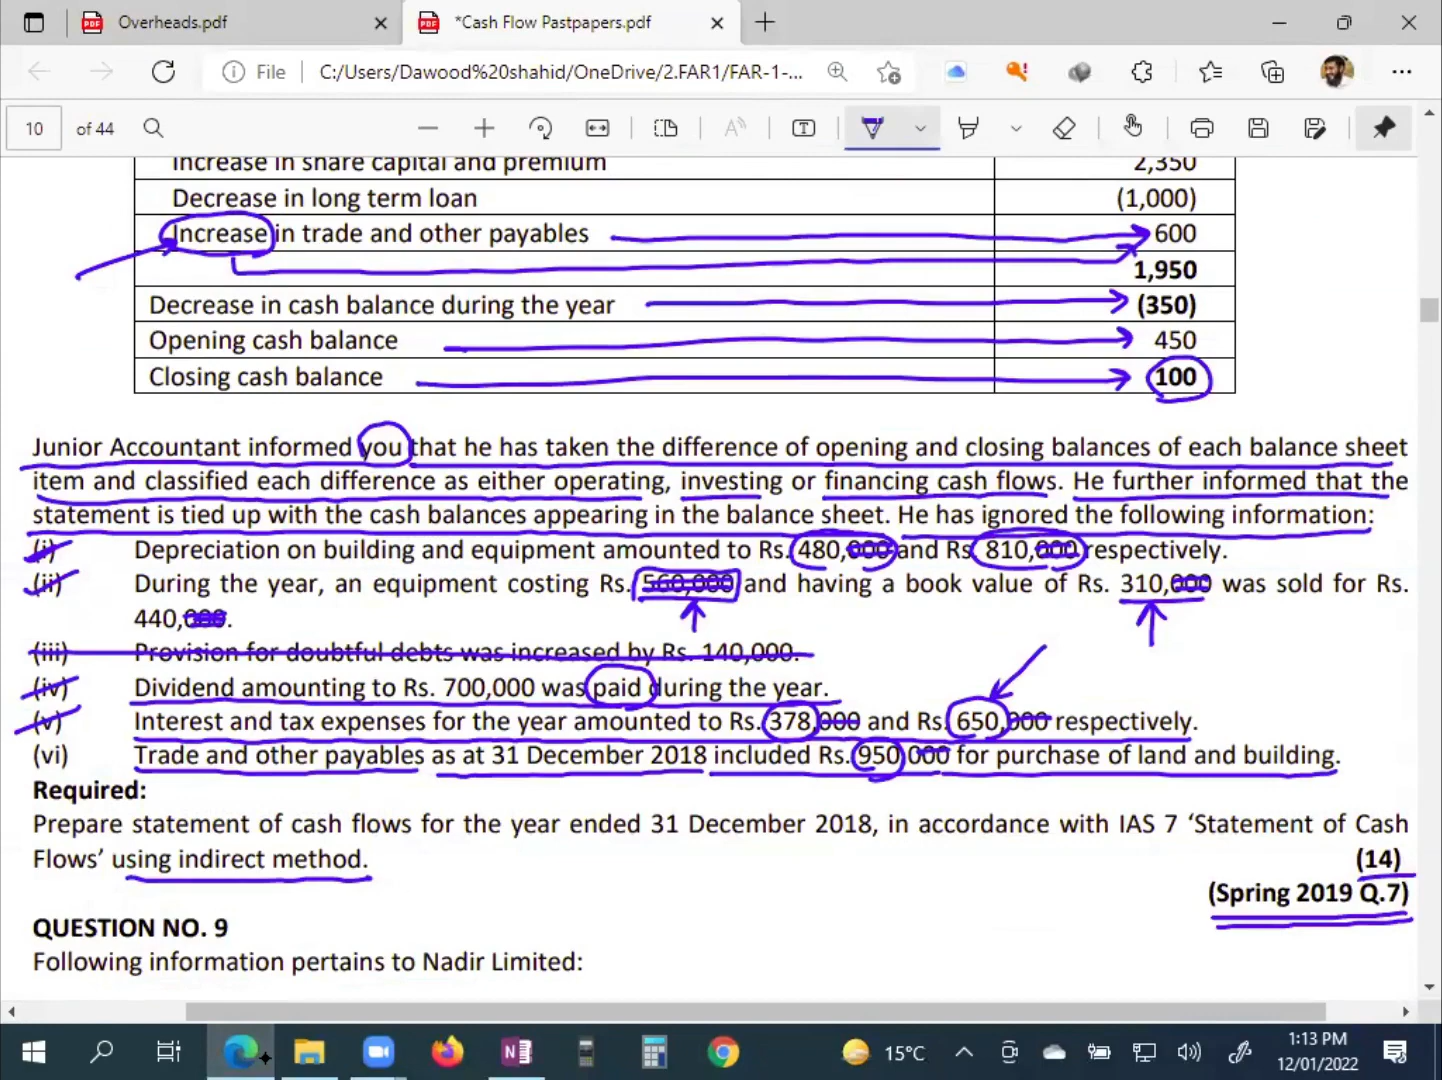 Overheads.pdf
*Cash Flow Pastpapers.pdf
File
C:/Users/Dawood%20shahid/OneDrive/2.FAR1/FAR-1-...
10 of 44
Increase in share capital and premium 2,350
Decrease in long term loan (1,000)
Increase in trade and other payables 600
1,950
Decrease in cash balance during the year (350)
Opening cash balance 450
Closing cash balance 100
Junior Accountant informed you that he has taken the difference of opening and closing balances of each balance sheet
item and classified each difference as either operating, investing or financing cash flows. He further informed that the
statement is tied up with the cash balances appearing in the balance sheet. He has ignored the following information:
(i) Depreciation on building and equipment amounted to Rs. 480,000 and Rs. 810,000 respectively.
(ii) During the year, an equipment costing Rs. 560,000 and having a book value of Rs. 310,000 was sold for Rs.
440,000.
(iii) Provision for doubtful debts was increased by Rs. 140,000.
(iv) Dividend amounting to Rs. 700,000 was paid during the year.
(v) Interest and tax expenses for the year amounted to Rs. 378,000 and Rs. 650,000 respectively.
(vi) Trade and other payables as at 31 December 2018 included Rs. 950,000 for purchase of land and building.
Required:
Prepare statement of cash flows for the year ended 31 December 2018, in accordance with IAS 7 ‘Statement of Cash
Flows’ using indirect method. (14)
(Spring 2019 Q.7)
QUESTION NO. 9
Following information pertains to Nadir Limited:
15°C
1:13 PM
12/01/2022